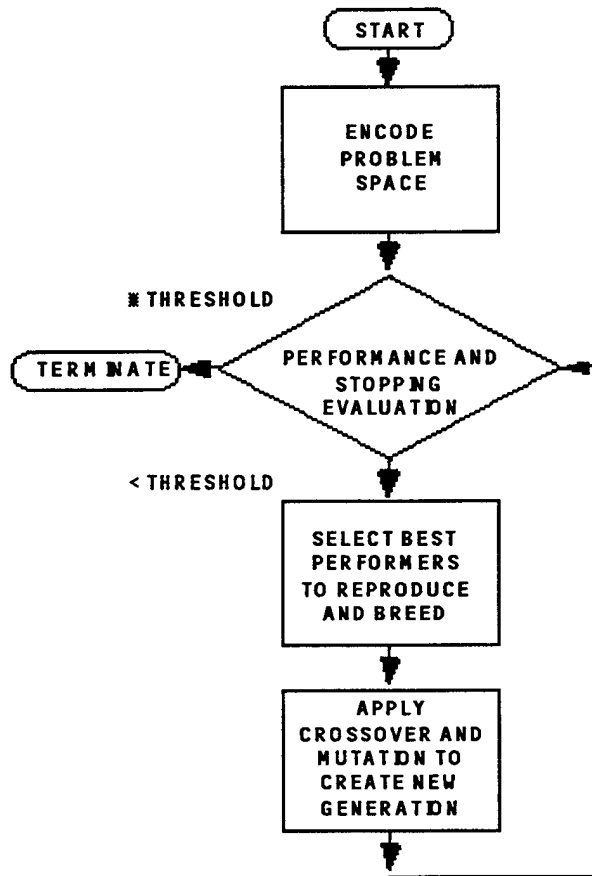 START
ENCODE
PROBLEM
SPACE
THRESHOLD
TERMINATE
PERFORMANCE AND
STOPPING
EVALUATION
< THRESHOLD
SELECT BEST
PERFORMERS
TO REPRODUCE
AND BREED
APPLY
CROSSOVER AND
MUTATION TO
CREATE NEW
GENERATION